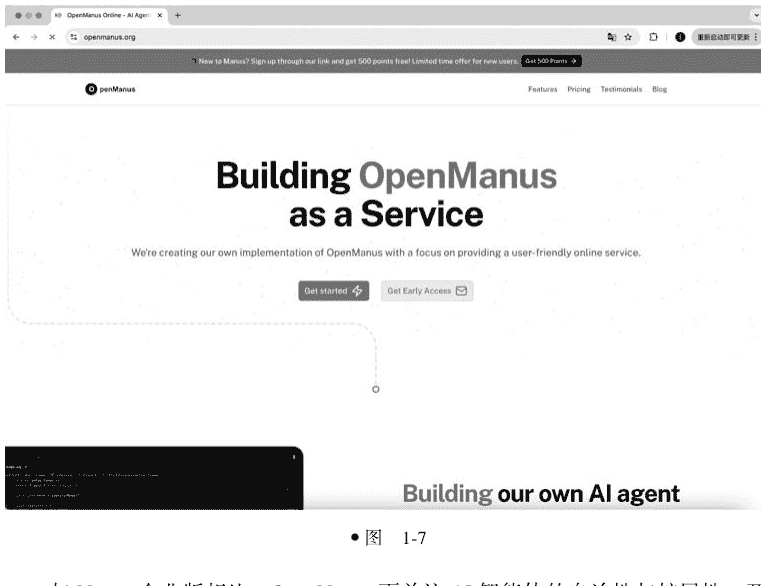 OpenManus Online - AI Agen
openmanus.org
重新启动即可更新
New to Manus? Sign up through our link and get 500 points free! Limited time offer for new users. Get 500 Points →
OpenManus
Features Pricing Testimonials Blog
Building OpenManus
as a Service
We're creating our own implementation of OpenManus with a focus on providing a user-friendly online service.
Get started
Get Early Access
Building our own AI agent
•图 1-7